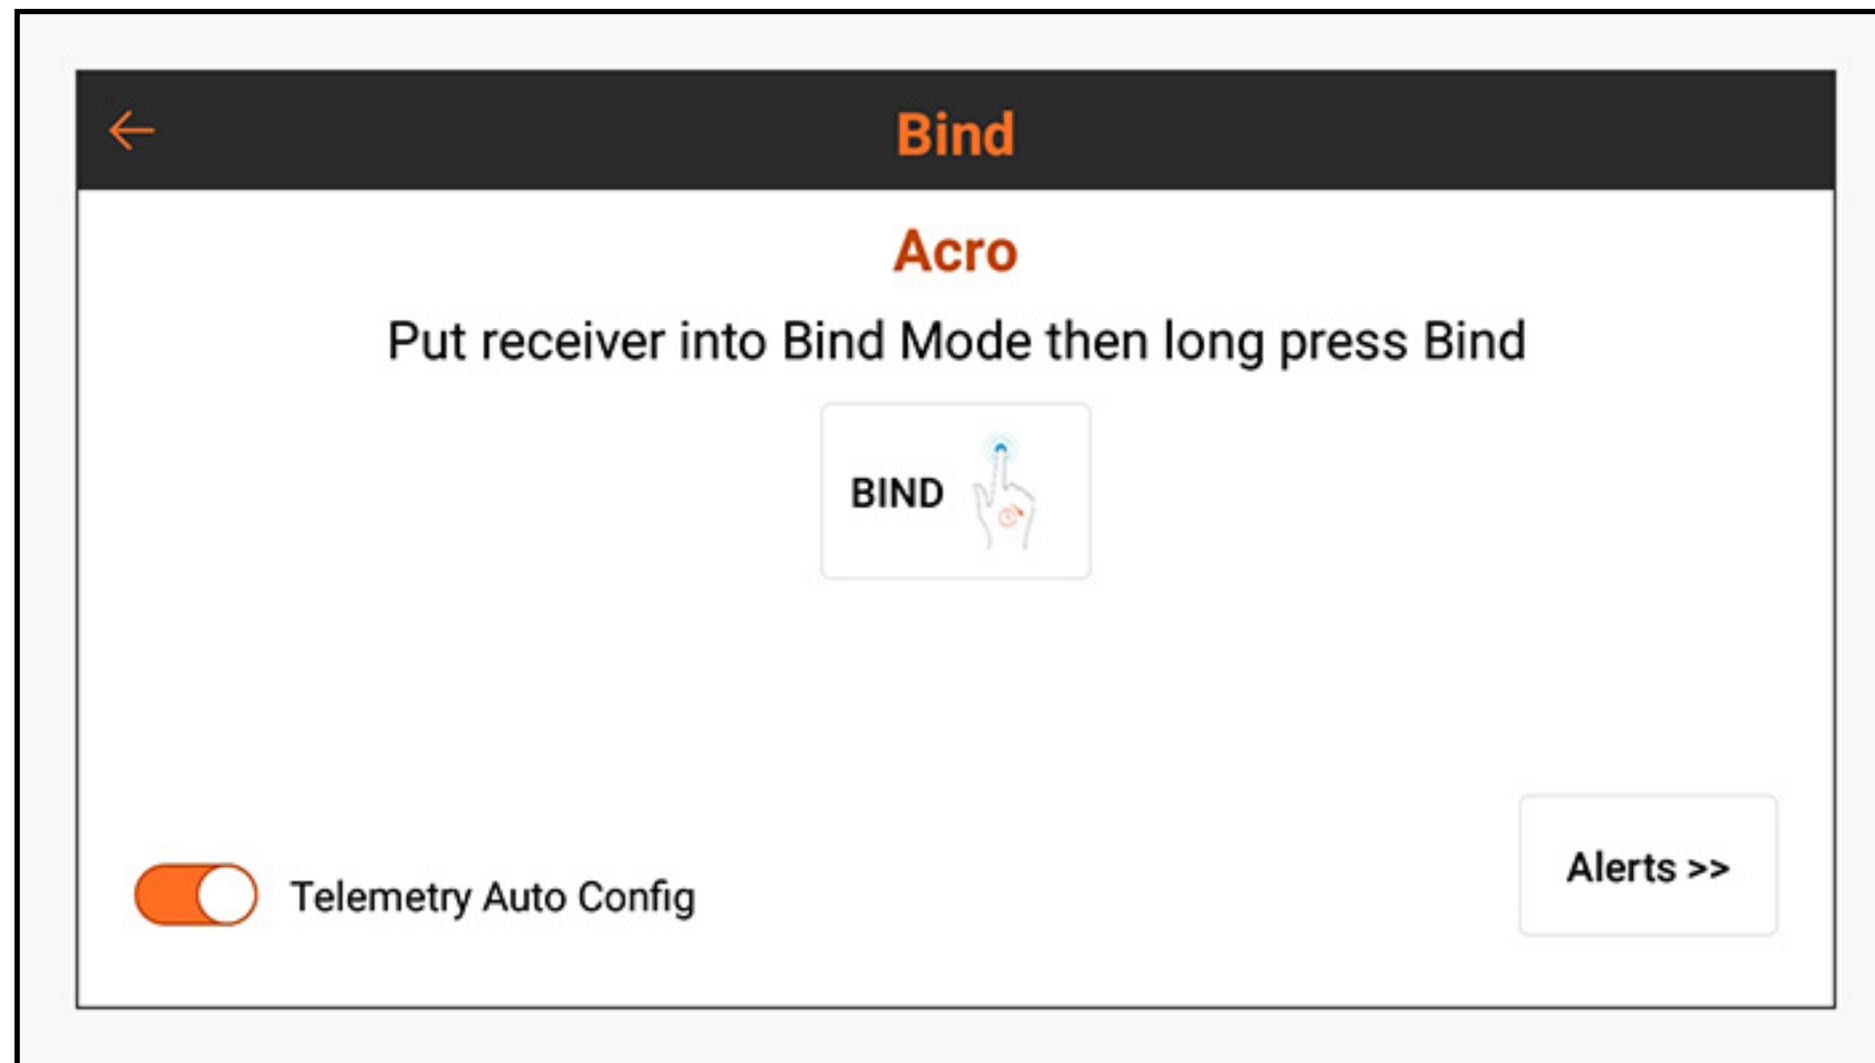 Bind
Acro
Put receiver into Bind Mode then long press Bind
BIND
Alerts >>
Telemetry Auto Config